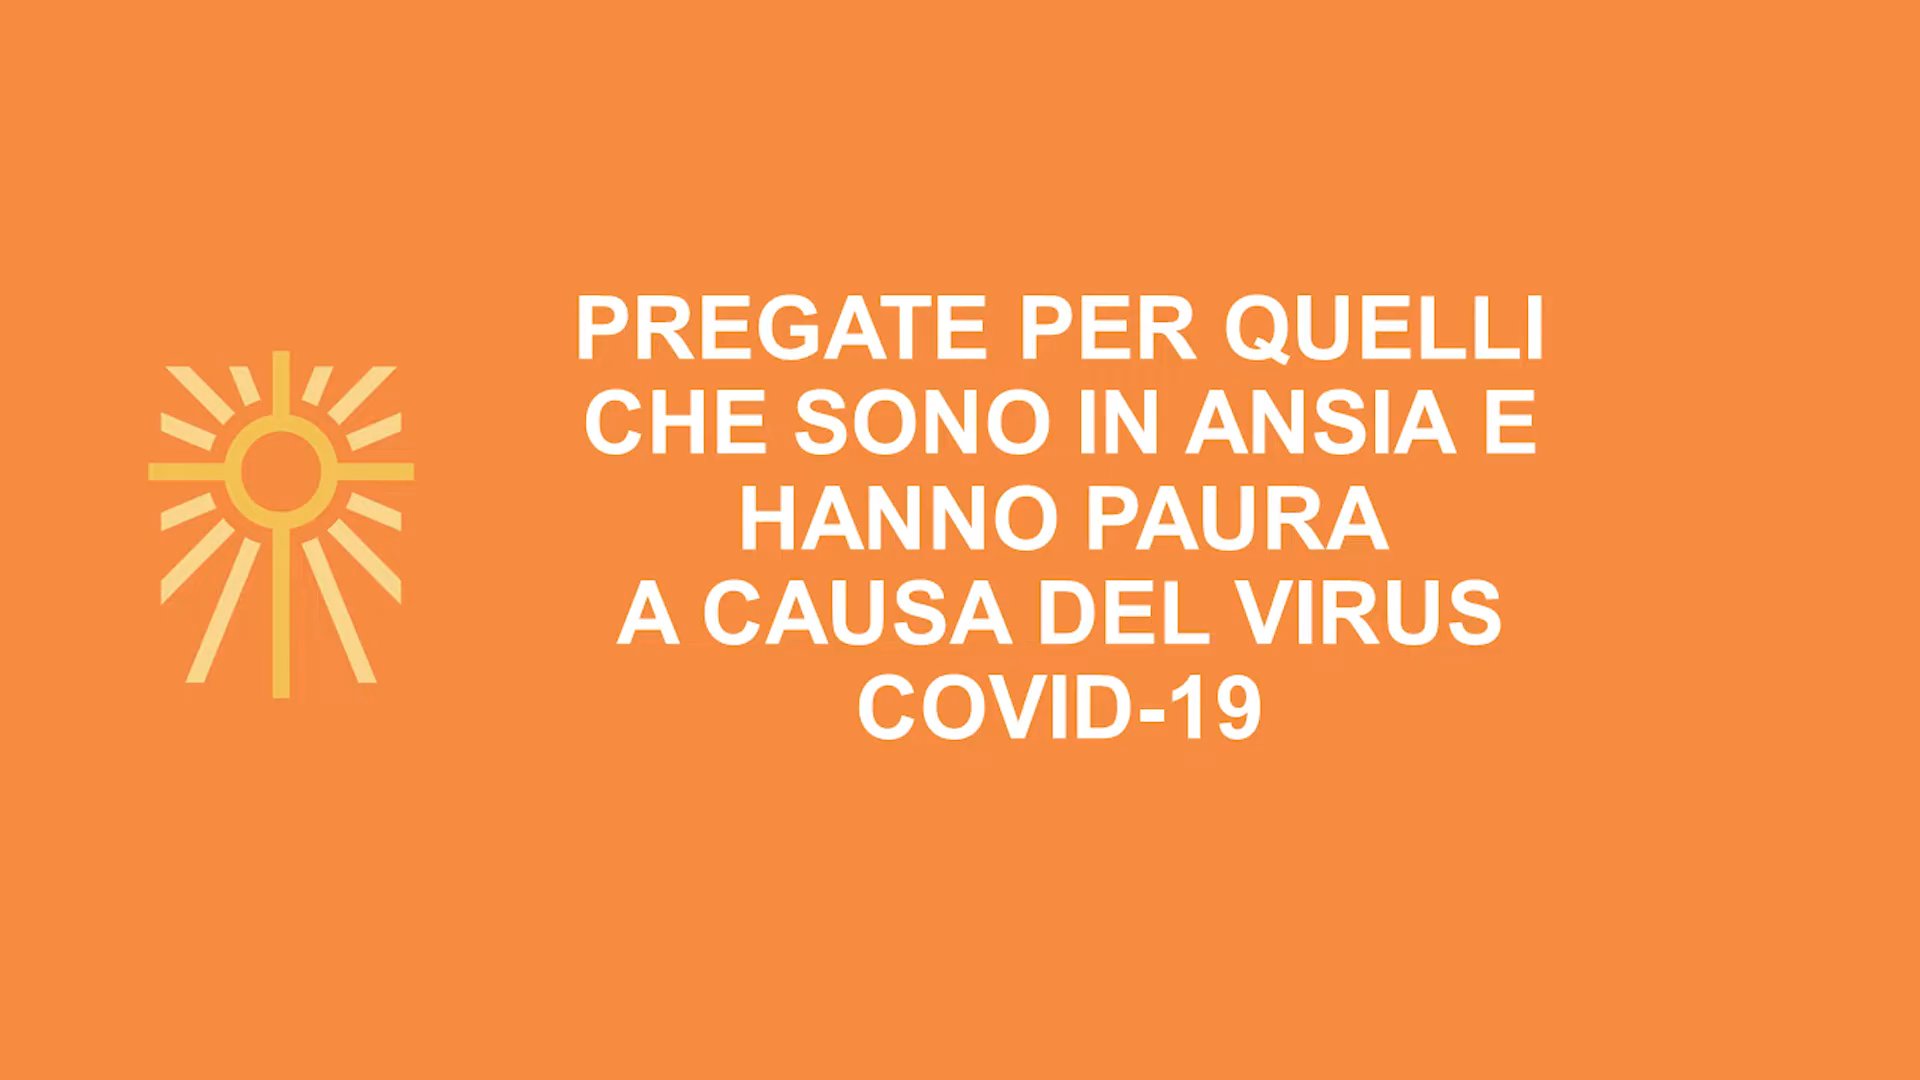 PREGATE PER QUELLI
CHE SONO IN ANSIA E
HANNO PAURA
A CAUSA DEL VIRUS
COVID-19